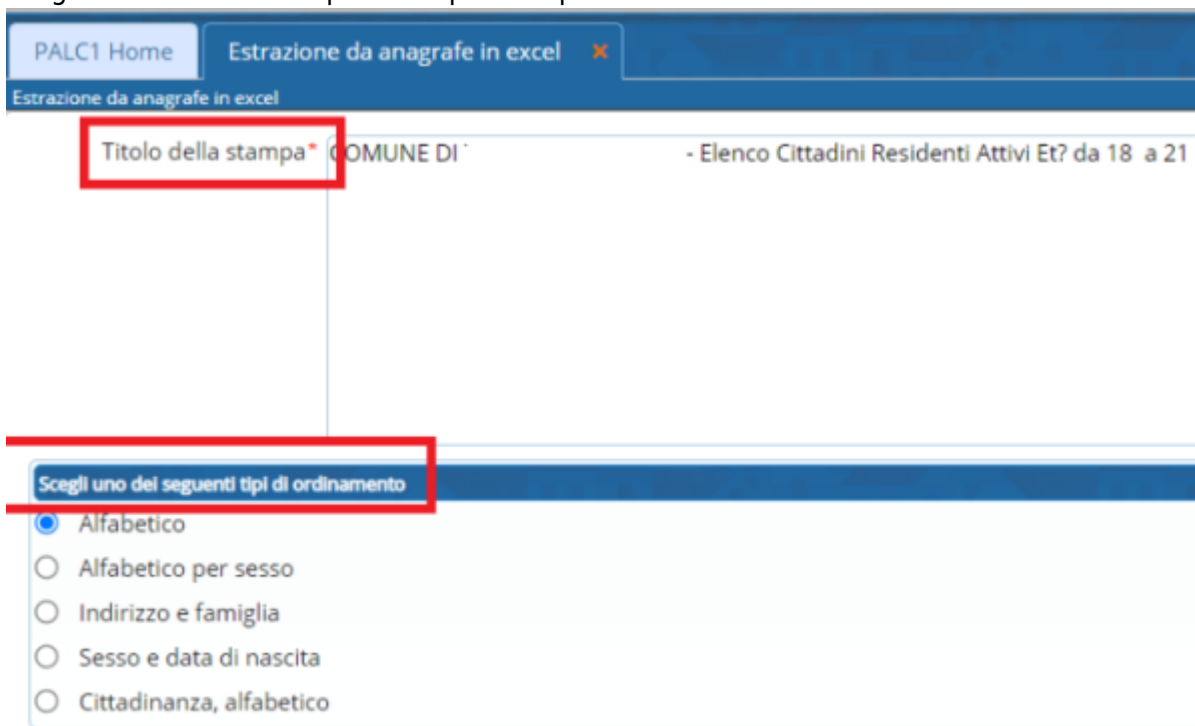 PALC1 Home Estrazione da anagrafe in excel
Estrazione da anagrafe in excel
Titolo della stampa* COMUNE DI - Elenco Cittadini Residenti Attivi Et? da 18 a 21
Scegli uno dei seguenti tipi di ordinamento
Alfabetico
Alfabetico per sesso
Indirizzo e famiglia
Sesso e data di nascita
Cittadinanza, alfabetico